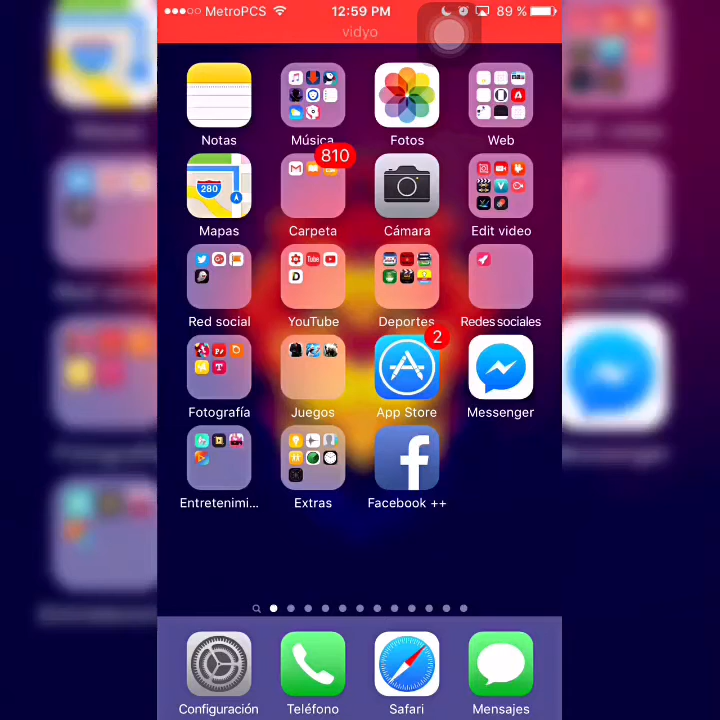 MetroPCS 12:59 PM 89 %
vidyo
Notas Música Fotos Web
280
810
Mapas Carpeta Cámara Edit video
Red social YouTube Deportes Redes sociales
2
Fotografía Juegos App Store Messenger
Entretenimi... Extras Facebook ++
Configuración Teléfono Safari Mensajes